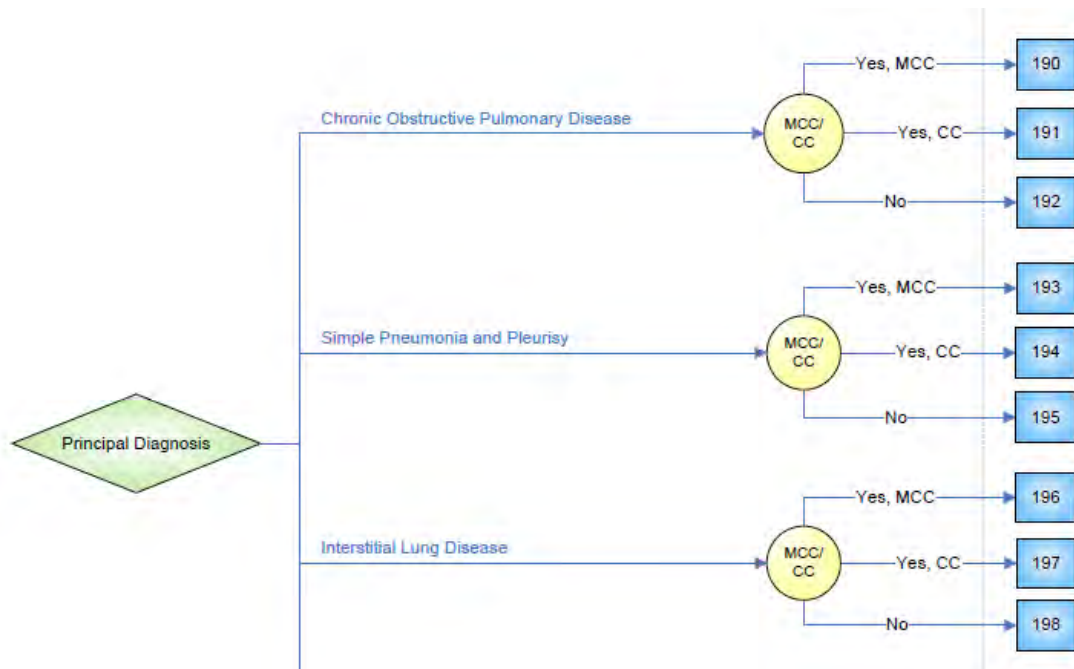 Yes, MCC
190
Chronic Obstructive Pulmonary Disease
MCC/
CC
Yes, CC
191
No
192
Yes, MCC
193
Simple Pneumonia and Pleurisy
MCC/
CC
Yes, CC
194
No
195
Principal Diagnosis
Yes, MCC
196
Interstitial Lung Disease
MCC/
CC
Yes, CC
197
No
198